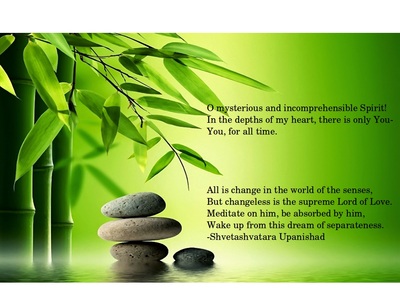 O mysterious and incomprehensible Spirit!
In the depths of my heart, there is only You-
You, for all time.
All is change in the world of the senses,
But changeless is the supreme Lord of Love.
Meditate on him, be absorbed by him,
Wake up from this dream of separateness.
-Shvetashvatara Upanishad